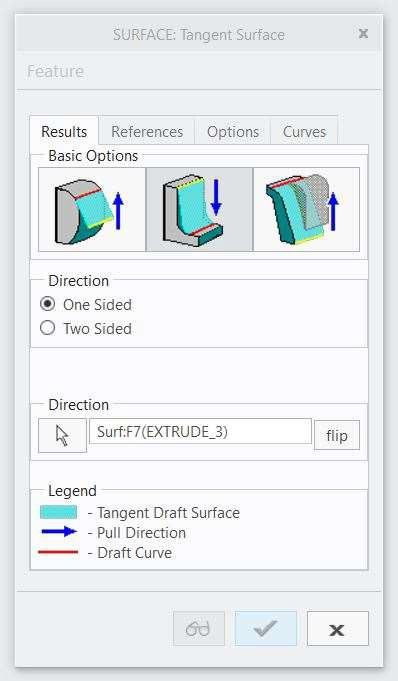 SURFACE: Tangent Surface
Feature
Results References Options Curves
Basic Options
Direction
One Sided
Two Sided
Direction
Surf:F7(EXTRUDE_3) flip
Legend
- Tangent Draft Surface
- Pull Direction
- Draft Curve